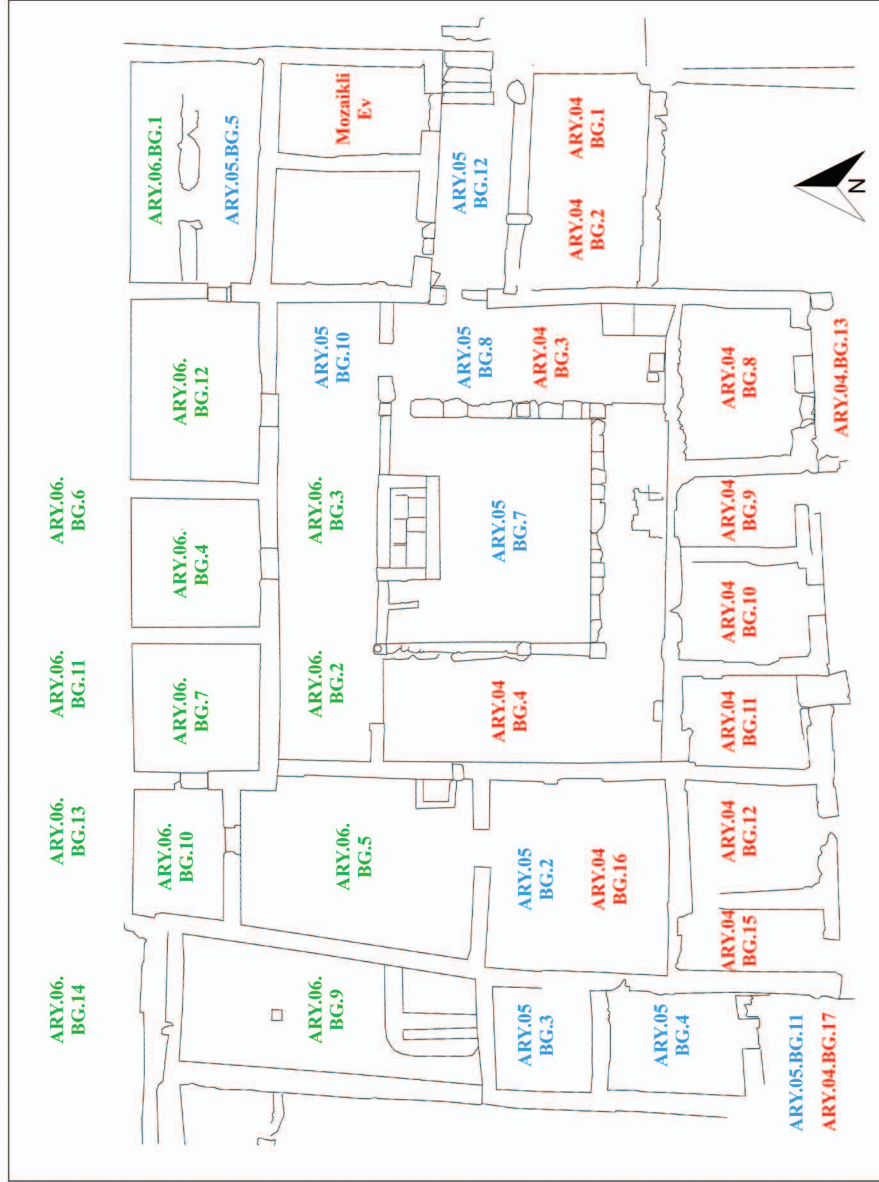 ARY.06.
BG.14
ARY.06.
BG.13
ARY.06.
BG.11
ARY.06.
BG.6
ARY.06.
BG.10
ARY.06.
BG.7
ARY.06.
BG.4
ARY.06.
BG.12
ARY.06.BG.1
ARY.05.BG.5
ARY.06.
BG.9
ARY.06.
BG.5
ARY.06.
BG.2
ARY.06.
BG.3
ARY.05
BG.10
Mozaikli
Ev
ARY.05
BG.3
ARY.05
BG.2
ARY.04
BG.16
ARY.04
BG.4
ARY.05
BG.7
ARY.05
BG.8
ARY.04
BG.3
ARY.05
BG.12
ARY.04
BG.2
ARY.04
BG.1
ARY.05
BG.4
ARY.04
BG.15
ARY.04
BG.12
ARY.04
BG.11
ARY.04
BG.10
ARY.04
BG.9
ARY.04
BG.8
ARY.05.BG.11
ARY.04.BG.17
ARY.04.BG.13
N